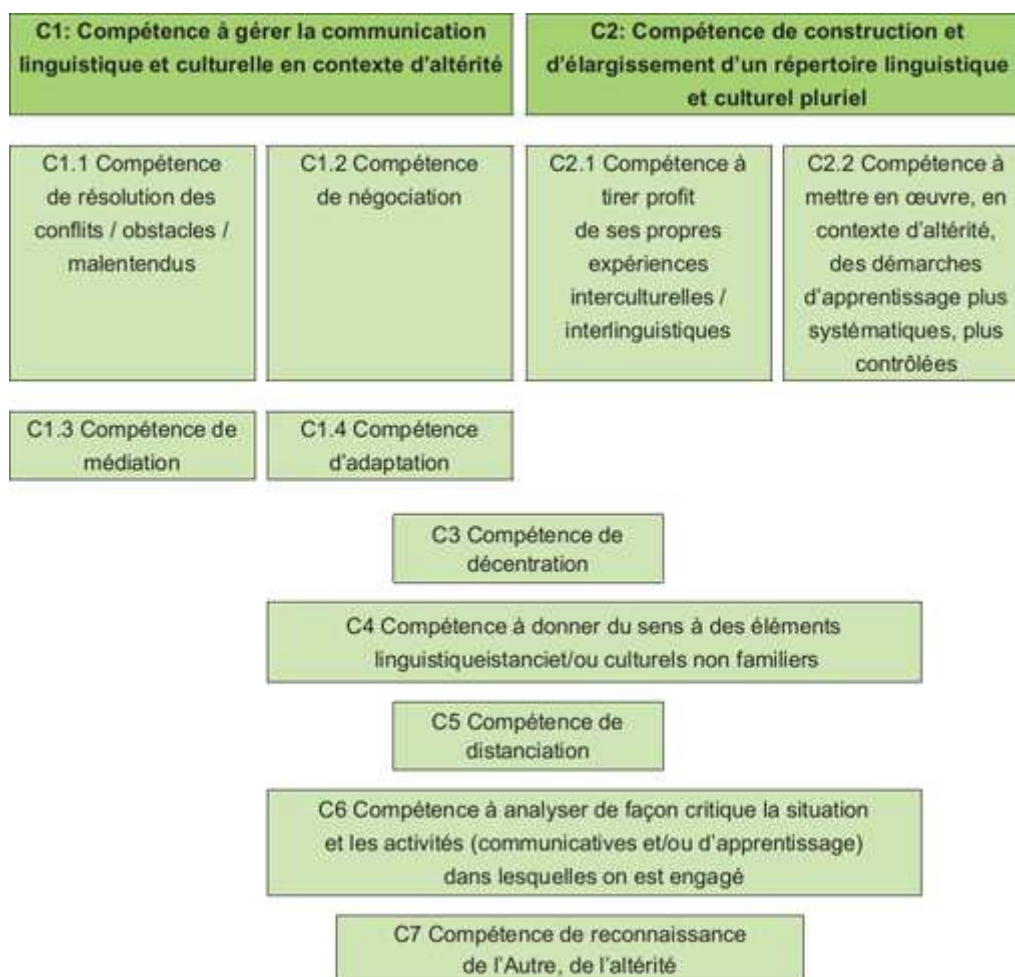 C1: Compétence à gérer la communication
linguistique et culturelle en contexte d'altérité
C2: Compétence de construction et
d'élargissement d'un répertoire linguistique
et culturel pluriel
C1.1 Compétence
de résolution des
conflits / obstacles /
malentendus
C1.2 Compétence
de négociation
C2.1 Compétence à
tirer profit
de ses propres
expériences
interculturelles /
interlinguistiques
C2.2 Compétence à
mettre en œuvre, en
contexte d'altérité,
des démarches
d'apprentissage plus
systématiques, plus
contrôlées
C1.3 Compétence de
médiation
C1.4 Compétence
d'adaptation
C3 Compétence de
décentration
C4 Compétence à donner du sens à des éléments
linguistiqueistanciet/ou culturels non familiers
C5 Compétence de
distanciation
C6 Compétence à analyser de façon critique la situation
et les activités (communicatives et/ou d'apprentissage)
dans lesquelles on est engagé
C7 Compétence de reconnaissance
de l'Autre, de l'altérité